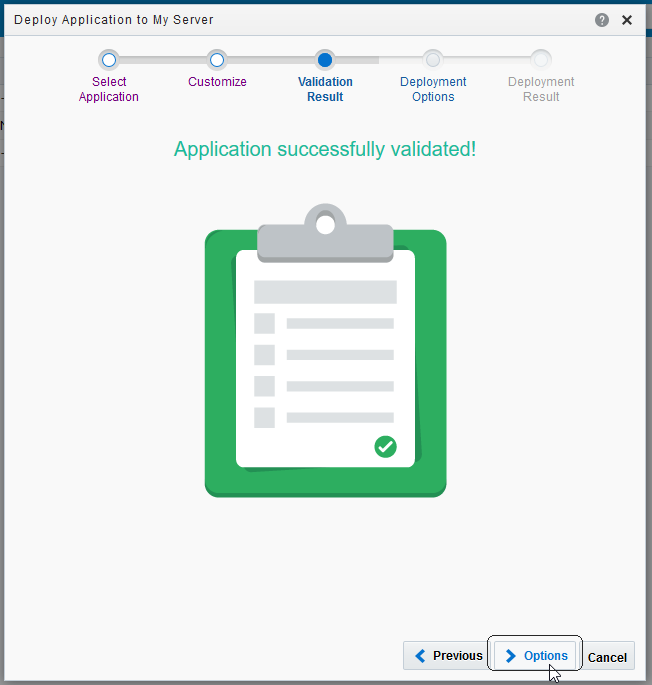 Deploy Application to My Server
?
Select
Application
Customize
Validation
Result
Deployment
Options
Deployment
Result
Application successfully validated!
Previous
Options
Cancel